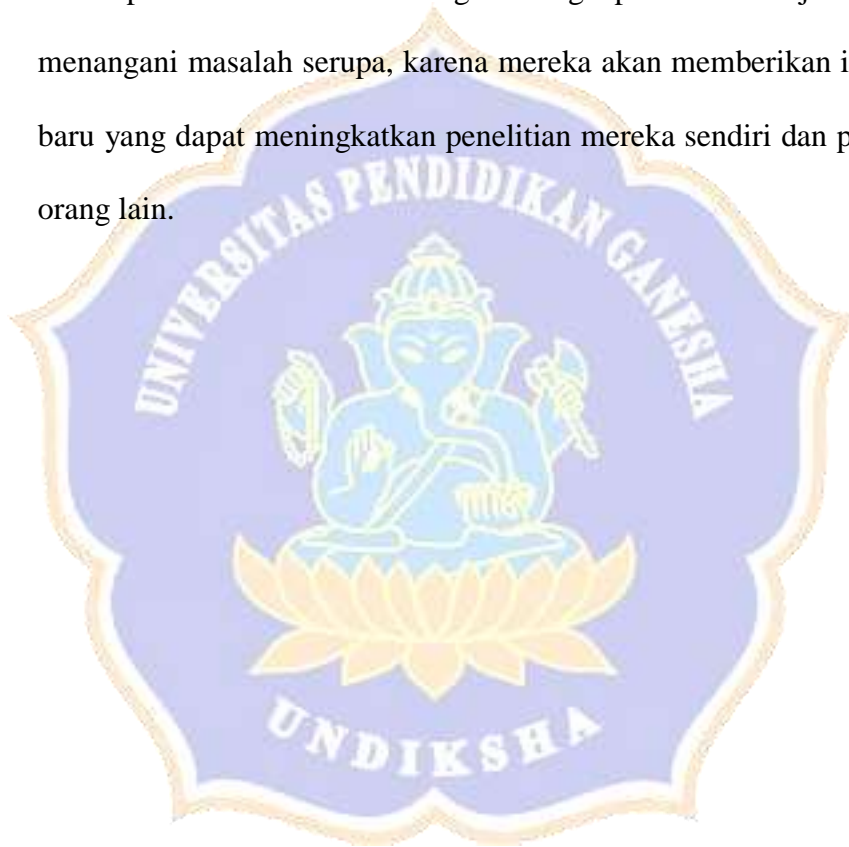 menangani masalah serupa, karena mereka akan memberikan
baru yang dapat meningkatkan penelitian mereka sendiri dan
orang lain.
UNIVERSITAS PENDIDIKAN GANESHA
UNDIKSHA